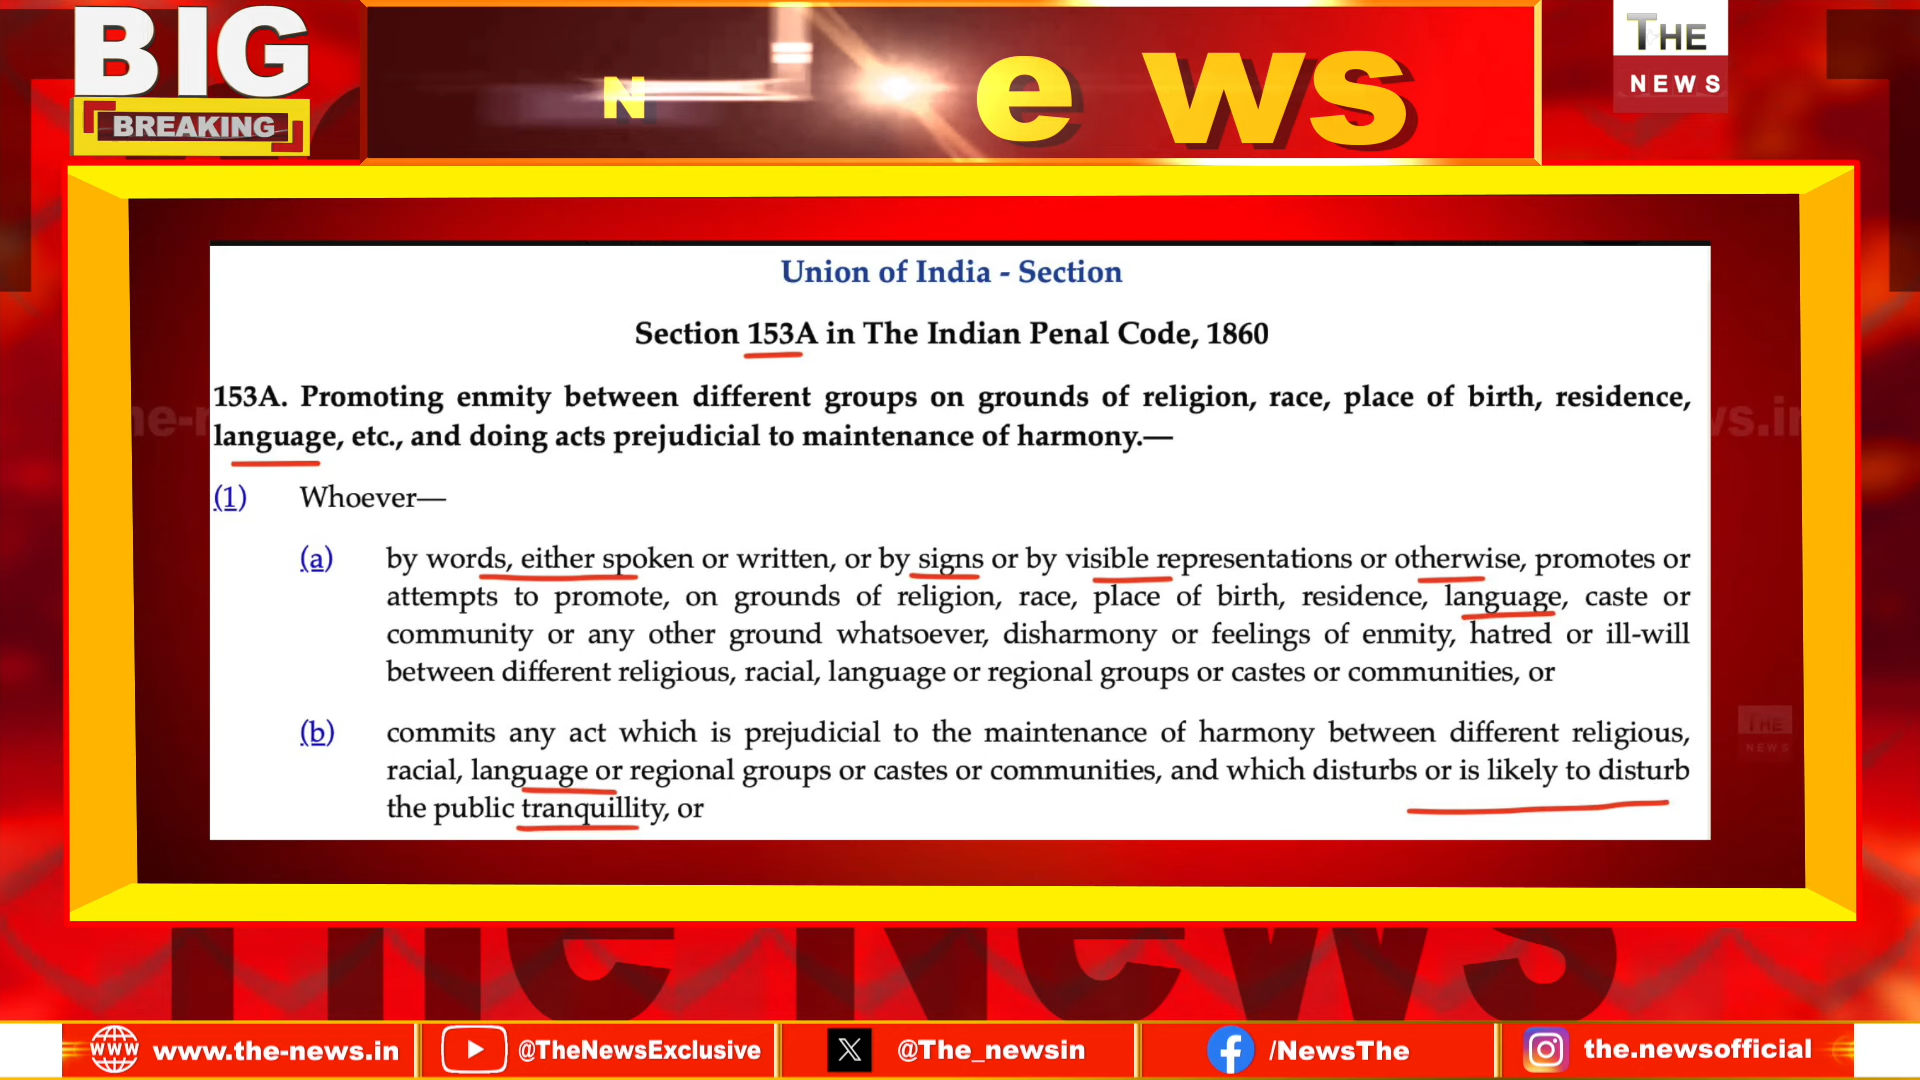 BIG
BREAKING
N e ws
THE
NEWS
Union of India - Section
Section 153A in The Indian Penal Code, 1860
153A. Promoting enmity between different groups on grounds of religion, race, place of birth, residence,
language, etc., and doing acts prejudicial to maintenance of harmony.—
(1) Whoever—
(a) by words, either spoken or written, or by signs or by visible representations or otherwise, promotes or
attempts to promote, on grounds of religion, race, place of birth, residence, language, caste or
community or any other ground whatsoever, disharmony or feelings of enmity, hatred or ill-will
between different religious, racial, language or regional groups or castes or communities, or
(b) commits any act which is prejudicial to the maintenance of harmony between different religious,
racial, language or regional groups or castes or communities, and which disturbs or is likely to disturb
the public tranquillity, or
THE
NEWS
The News
www www.the-news.in @TheNewsExclusive X @The_newsin /NewsThe the.newsofficial